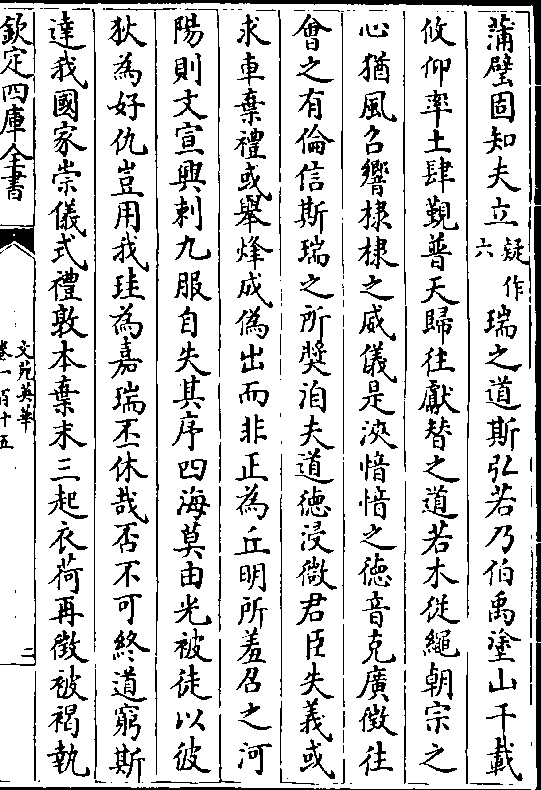 蒲璧固知夫立疑作六瑞之道斯弘若乃伯禹塗山千載
攸仰率土肆覲普天歸往獻替之道若木從繩朝宗之
心猶風召響棣棣之威儀是浹愔愔之德音克廣徵往
會之有倫信斯瑞之所奬洎夫道德浸微君臣失義或
求車棄禮或舉烽成偽出而非正為丘明所羞召之河
陽則文宣興刺九服自失其序四海莫由光被徒以彼
狄為好仇豈用我珪為嘉瑞丕休哉否不可終道窮斯
達我國家崇儀式禮敦本棄末三起衣荷再徵被褐執
欽定四庫全書
文苑英華
卷一百十五
二